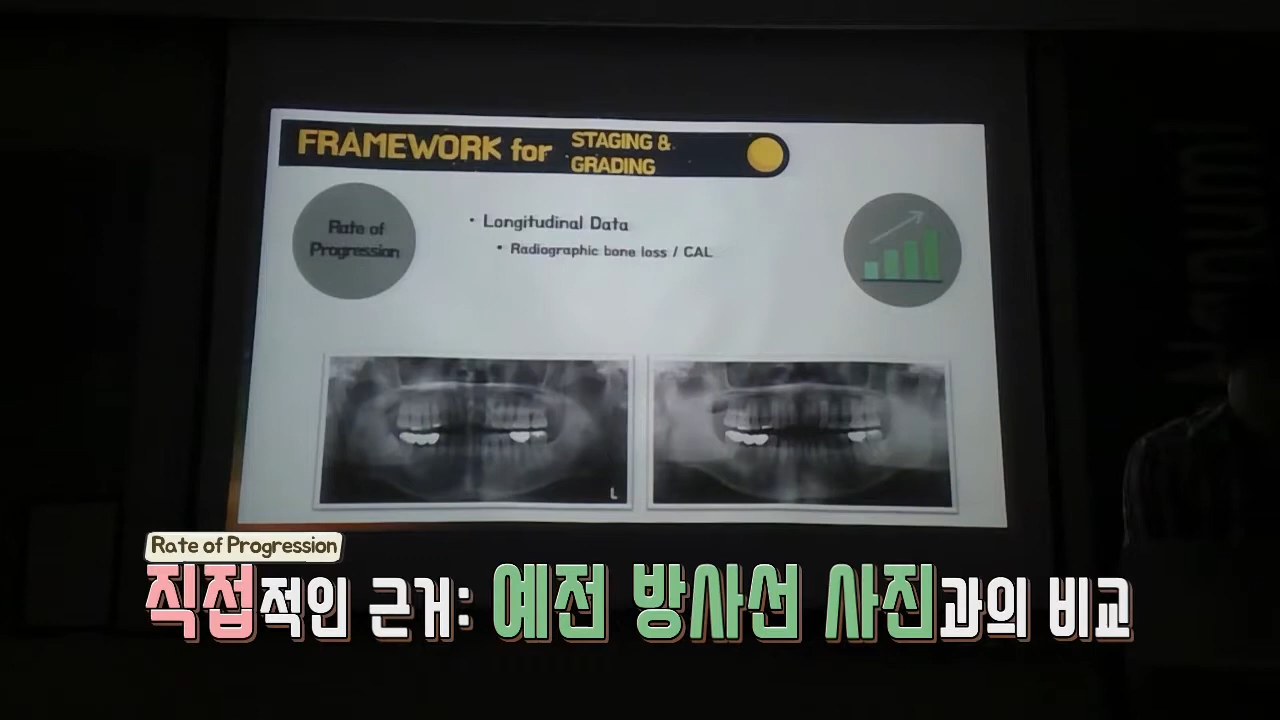 FRAMEWORK for STAGING &
GRADING
Rate of
Progression
• Longitudinal Data
• Radiographic bone loss / CAL
L
Rate of Progression
직접적인 근거: 예전 방사선 사진과의 비교